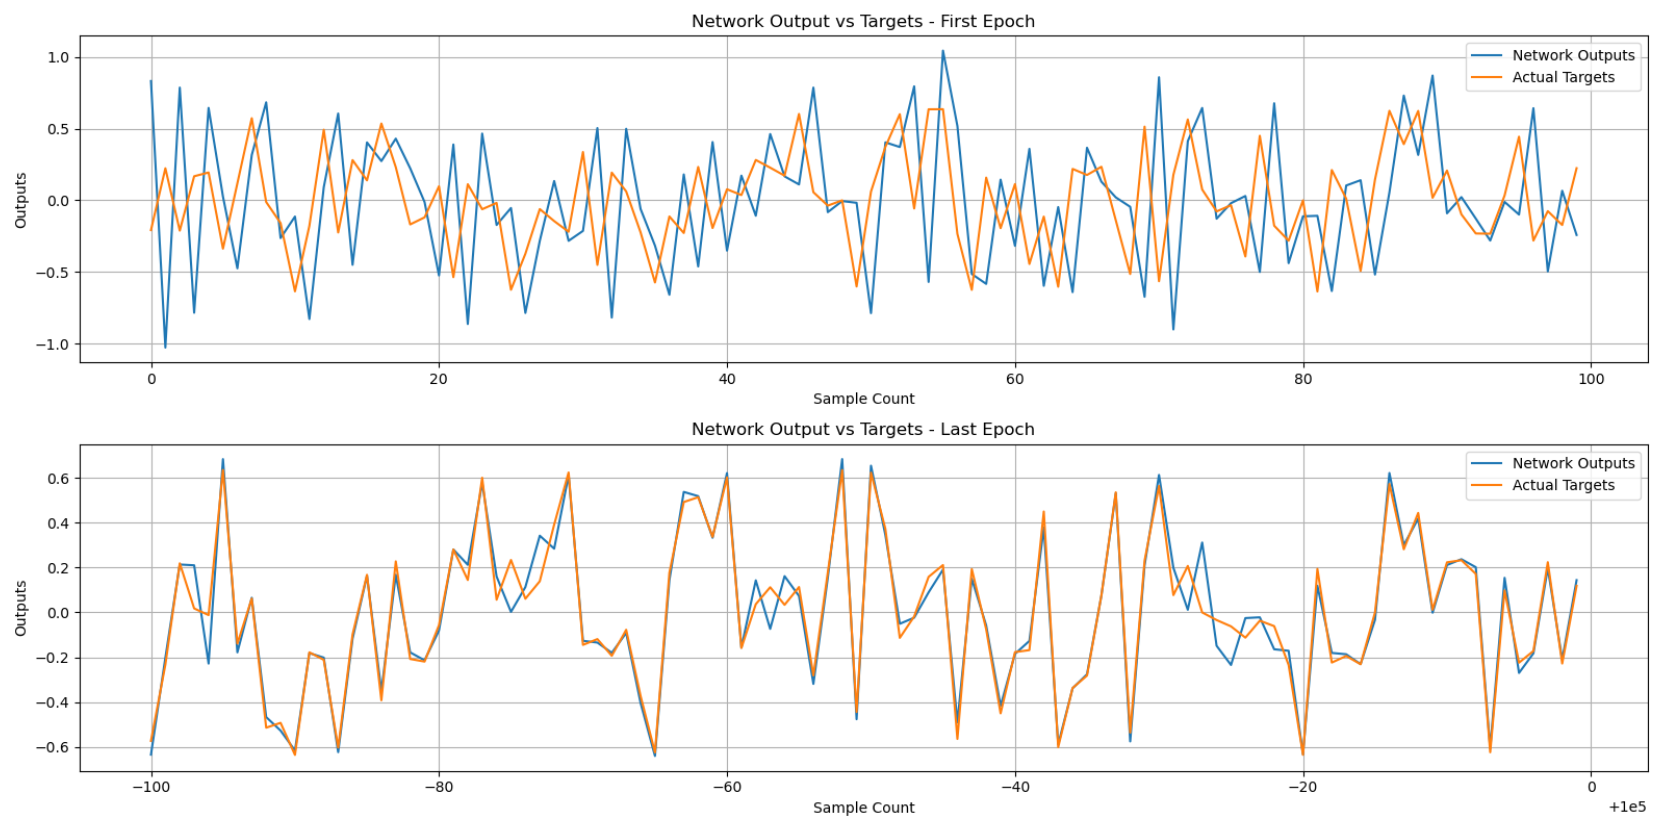 Network Output vs Targets - First Epoch
Network Outputs
Actual Targets
Outputs
1.0
0.5
0.0
−0.5
−1.0
0 20 40 60 80 100
Sample Count
Network Output vs Targets - Last Epoch
Network Outputs
Actual Targets
Outputs
0.6
0.4
0.2
0.0
−0.2
−0.4
−0.6
−100 −80 −60 −40 −20 0
Sample Count
+1e5